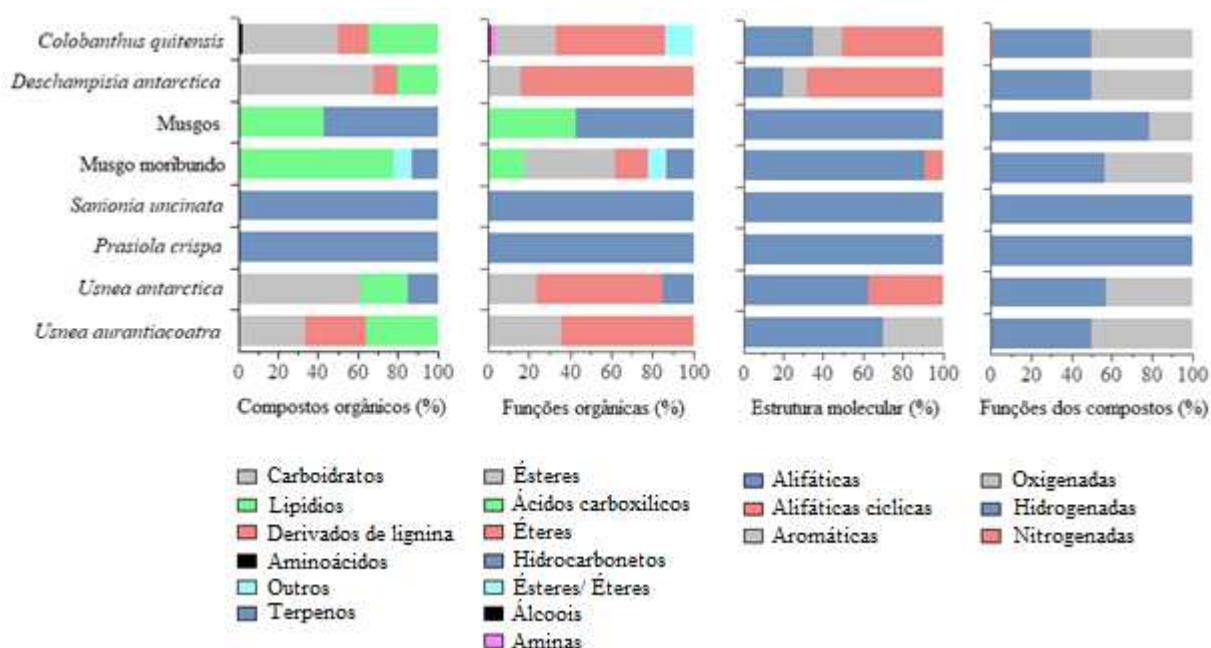 Colobanthus quitensis
Deschampisia antarctica
Musgos
Musgo moribundo
Sanionia uncinata
Prasiola crispa
Usnea antarctica
Usnea aurantiacoatra
0 20 40 60 80 100
0 20 40 60 80 100
0 20 40 60 80 100
0 20 40 60 80 100
Compostos orgânicos (%)
Funções orgânicas (%)
Estrutura molecular (%)
Funções dos compostos (%)
Carboidratos
Lipídios
Derivados de lignina
Aminoácidos
Outros
Terpenos
Ésteres
Ácidos carboxilicos
Éteres
Hidrocarbonetos
Ésteres/ Éteres
Álcoois
Aminas
Alifáticas
Alifáticas ciclicas
Aromáticas
Oxigenadas
Hidrogenadas
Nitrogenadas